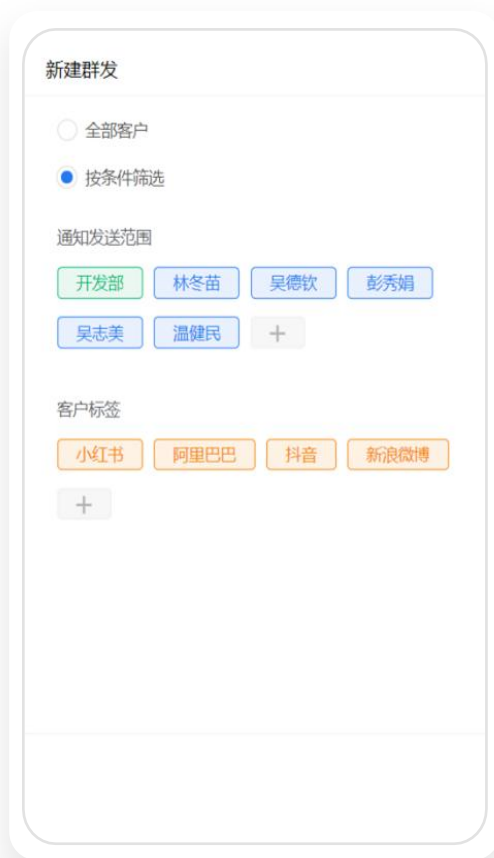 新建群发
全部客户
按条件筛选
通知发送范围
开发部 林冬苗 吴德钦 彭秀娟
吴志美 温健民 +
客户标签
小红书 阿里巴巴 抖音 新浪微博
+